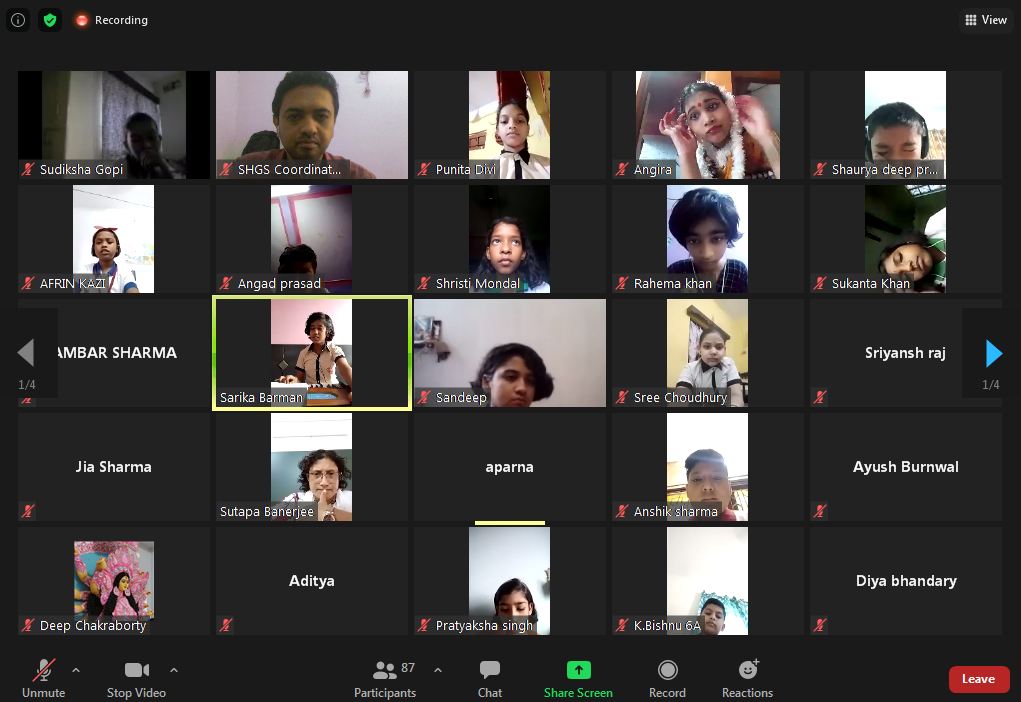 Recording
View
Sudiksha Gopi
SHGS Coordinat...
Punita Divi
Angira
Shaurya deep pr...
AFRIN KAZI
Angad prasad
Shristi Mondal
Rahema khan
Sukanta Khan
AMBAR SHARMA
1/4
Sarika Barman
Sandeep
Sree Choudhury
Sriyansh raj
1/4
Jia Sharma
Sutapa Banerjee
aparna
Anshik sharma
Ayush Burnwal
Deep Chakraborty
Aditya
Pratyaksha singh
K.Bishnu 6A
Diya bhandary
Unmute
Stop Video
87
Participants
Chat
Share Screen
Record
Reactions
Leave